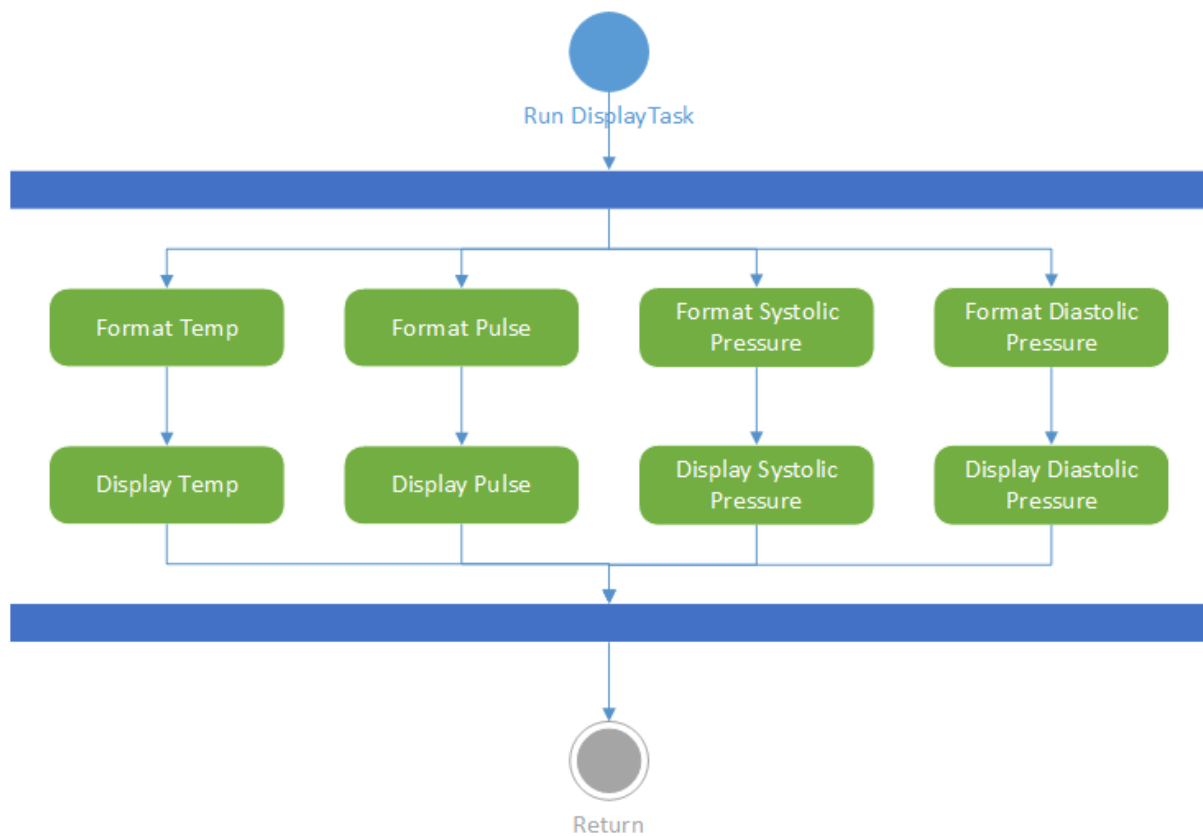 Run DisplayTask
Format Temp
Format Pulse
Format Systolic
Pressure
Format Diastolic
Pressure
Display Temp
Display Pulse
Display Systolic
Pressure
Display Diastolic
Pressure
Return